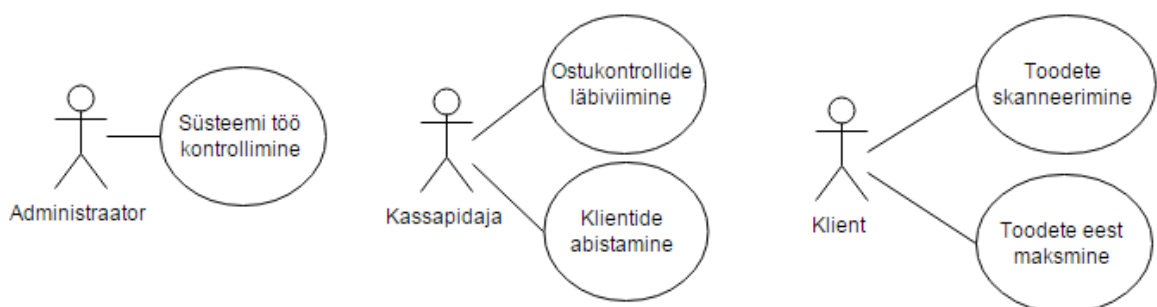 Süsteemi töö
kontrollimine
Administraator
Ostukontrollide
läbiviimine
Klientide
abistamine
Kassapidaja
Toodete
skanneerimine
Toodete eest
maksmine
Klient